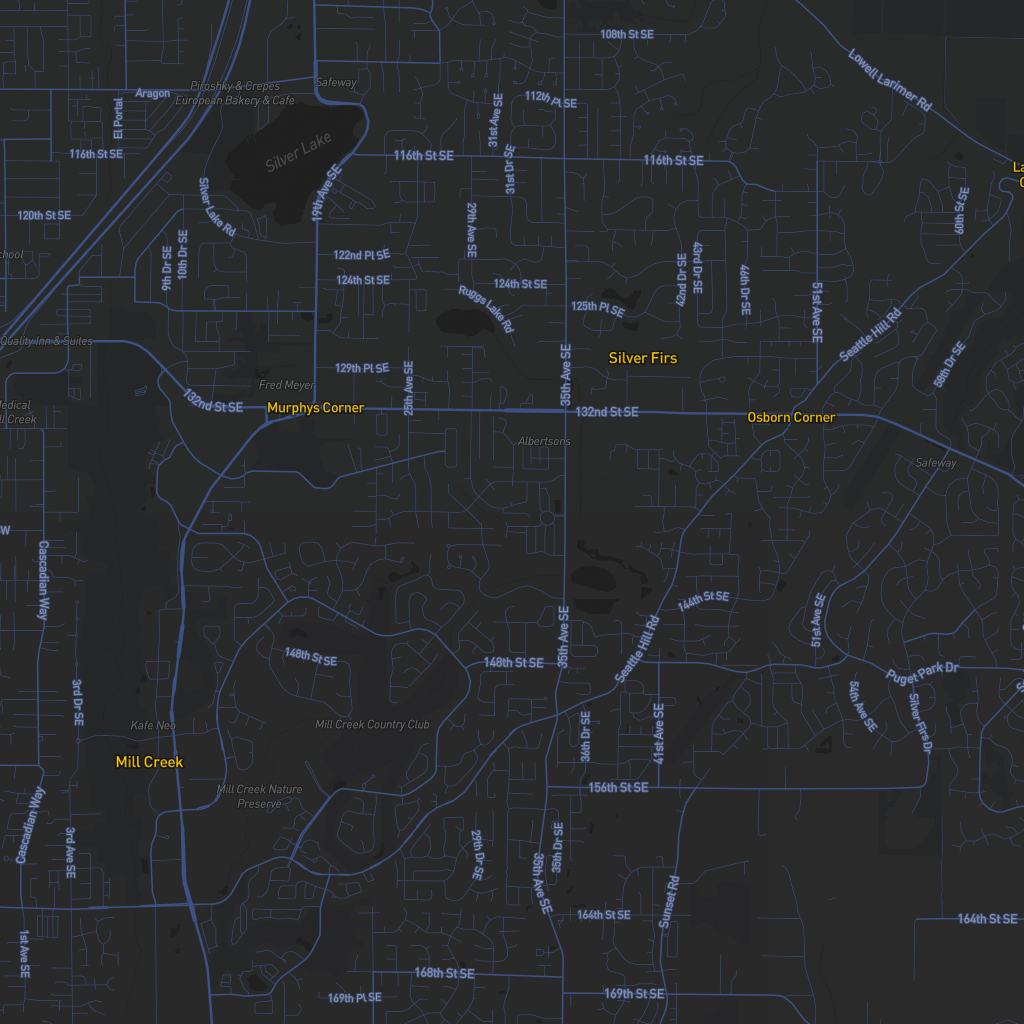 108th St SE
Lowell Larimer Rd
Safeway
Piroshky & Crepes
European Bakery & Cafe
Aragon
El Portal
112th Pl SE
31st Ave SE
116th St SE
Silver Lake
116th St SE
116th St SE
31st Dr SE
19th Ave SE
Silver Lake Rd
120th St SE
29th Ave SE
60th St SE
9th Dr SE
10th Dr SE
122nd Pl SE
124th St SE
124th St SE
Ruggs Lake Rd
125th Pl SE
42nd Dr SE
43rd Dr SE
46th Dr SE
51st Ave SE
Seattle Hill Rd
Quality Inn & Suites
129th Pl SE
25th Ave SE
35th Ave SE
Silver Firs
58th Dr SE
Fred Meyer
132nd St SE
Murphys Corner
132nd St SE
Osborn Corner
Albertsons
Safeway
Cascadian Way
144th St SE
51st Ave SE
35th Ave SE
Seattle Hill Rd
148th St SE
148th St SE
Puget Park Dr
3rd Dr SE
54th Ave SE
Silver Firs Dr
Kafe Neo
Mill Creek Country Club
36th Dr SE
41st Ave SE
Mill Creek
Mill Creek Nature
Preserve
156th St SE
Cascadian Way
3rd Ave SE
29th Dr SE
35th Dr SE
35th Ave SE
Sunset Rd
164th St SE
164th St SE
1st Ave SE
168th St SE
169th Pl SE
169th St SE